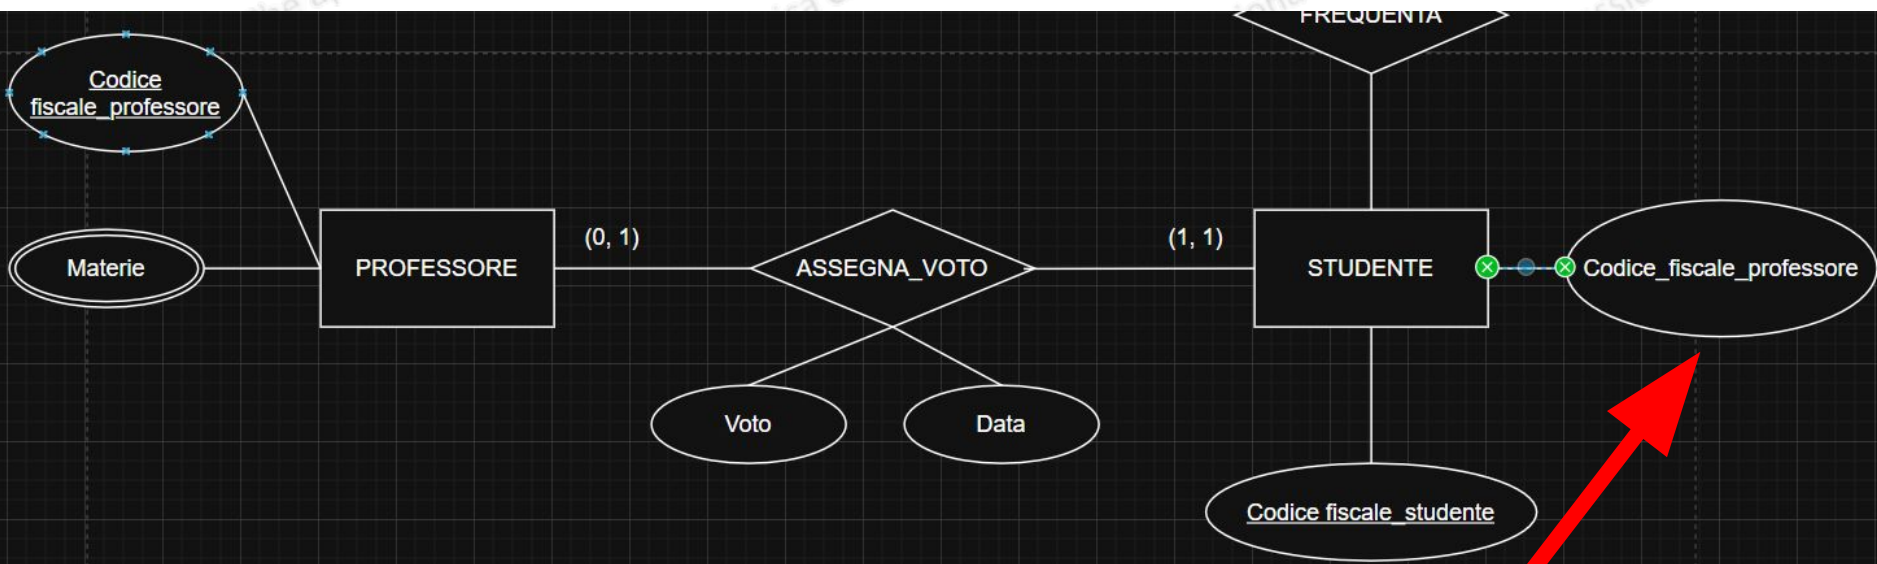 FREQUENTA
Codice
fiscale_professore
(0, 1)
(1, 1)
Materie
PROFESSORE
ASSEGNA_VOTO
STUDENTE
Codice_fiscale_professore
Voto
Data
Codice fiscale_studente